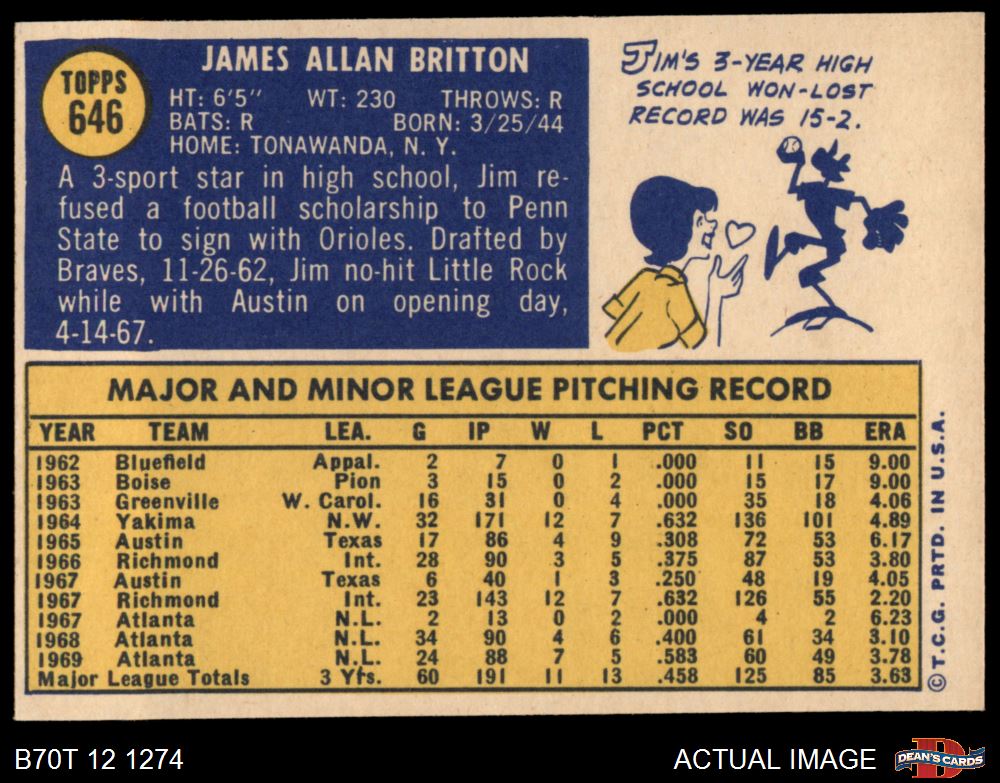 TOPPS
646
JAMES ALLAN BRITTON
HT: 6'5" WT: 230 THROWS: R
BATS: R BORN: 3/25/44
HOME: TONAWANDA, N. Y.
A 3-sport star in high school, Jim re-
fused a football scholarship to Penn
State to sign with Orioles. Drafted by
Braves, 11-26-62, Jim no-hit Little Rock
while with Austin on opening day,
4-14-67.
JIM'S 3-YEAR HIGH
SCHOOL WON-LOST
RECORD WAS 15-2.
MAJOR AND MINOR LEAGUE PITCHING RECORD
YEAR TEAM LEA. G IP W L PCT SO BB ERA
1962 Bluefield Appal. 2 7 0 1 .000 11 15 9.00
1963 Boise Pion 3 15 0 2 .000 15 17 9.00
1963 Greenville W. Carol. 16 31 0 4 .000 35 18 4.06
1964 Yakima N.W. 32 171 12 7 .632 136 101 4.89
1965 Austin Texas 17 86 4 9 .308 72 53 6.17
1966 Richmond Int. 28 90 3 5 .375 87 53 3.80
1967 Austin Texas 6 40 1 3 .250 48 19 4.05
1967 Richmond Int. 23 143 12 7 .632 126 55 2.20
1967 Atlanta N.L. 2 13 0 2 .000 4 2 6.23
1968 Atlanta N.L. 34 90 4 6 .400 61 34 3.10
1969 Atlanta N.L. 24 88 7 5 .583 60 49 3.78
Major League Totals 3 Yrs. 60 191 11 13 .458 125 85 3.63
© T.C.G. PRTD. IN U.S.A.
B70T 12 1274
ACTUAL IMAGE
D
DEAN'S CARDS